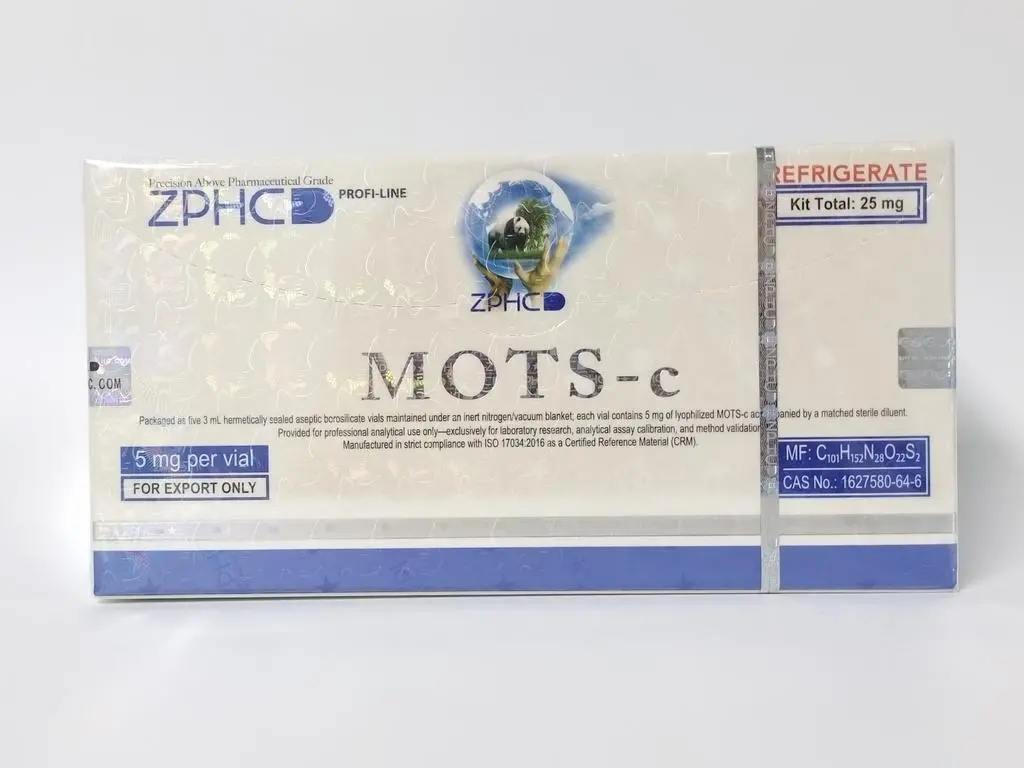 Precision Above Pharmaceutical Grade
ZPHC
PROFI-LINE
ZPHC
REFRIGERATE
Kit Total: 25 mg
C.COM
MOTS-c
Packaged as five 3 mL hermetically sealed aseptic borosilicate vials maintained under an inert nitrogen/vacuum blanket; each vial contains 5 mg of lyophilized MOTS-c by a matched sterile diluent.
Provided for professional analytical use only—exclusively for laboratory research, analytical assay calibration, and method validation
Manufactured in strict compliance with ISO 17034:2016 as a Certified Reference Material (CRM).
5 mg per vial
FOR EXPORT ONLY
MF: C₁₀₁H₁₅₂N₂₈O₂₂S₂
CAS No.: 1627580-64-6